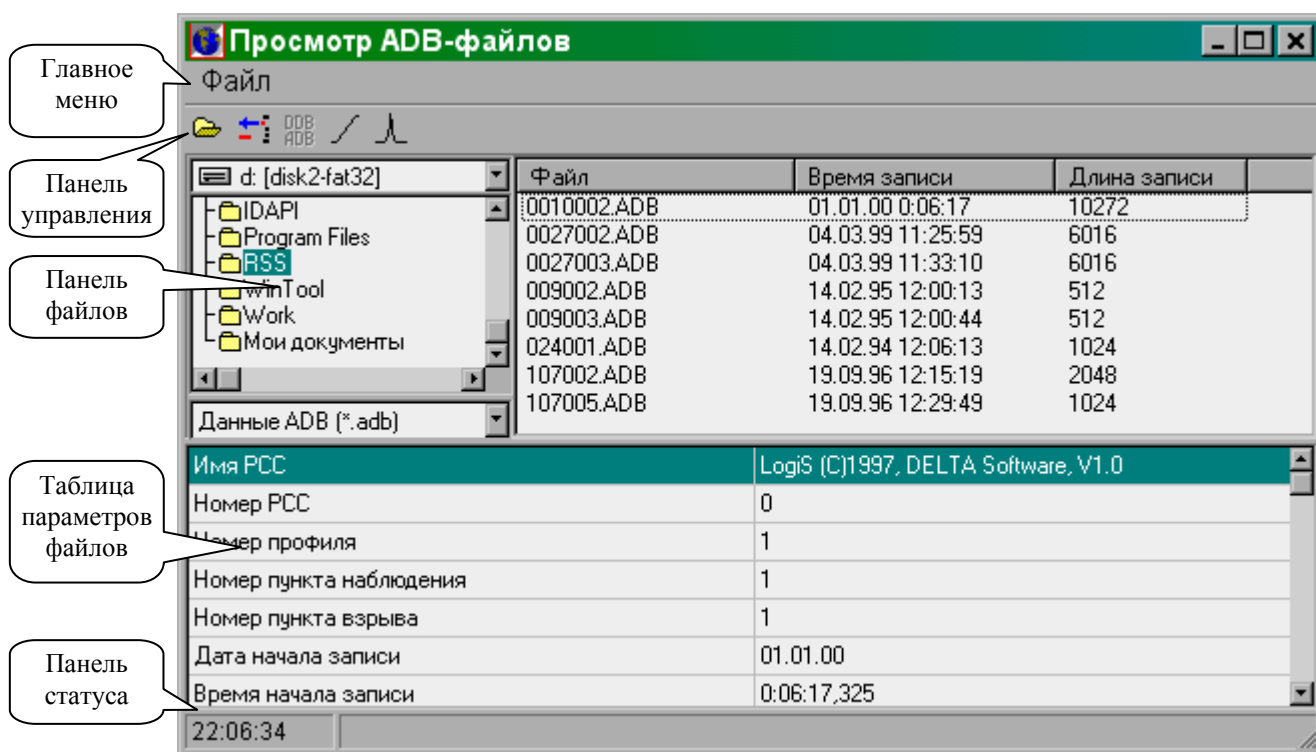 Просмотр ADB-файлов
Главное
меню
Файл
DDB
ADB
Панель
управления
d: [disk2-fat32]
IDAPI
Program Files
RSS
WinTool
Work
Мои документы
Данные ADB (*.adb)
Панель
файлов
Файл Время записи Длина записи
0010002.ADB 01.01.00 0:06:17 10272
0027002.ADB 04.03.99 11:25:59 6016
0027003.ADB 04.03.99 11:33:10 6016
009002.ADB 14.02.95 12:00:13 512
009003.ADB 14.02.95 12:00:44 512
024001.ADB 14.02.94 12:06:13 1024
107002.ADB 19.09.96 12:15:19 2048
107005.ADB 19.09.96 12:29:49 1024
Таблица
параметров
файлов
Имя РСС LogiS (C)1997, DELTA Software, V1.0
Номер РСС 0
Номер профиля 1
Номер пункта наблюдения 1
Номер пункта взрыва 1
Дата начала записи 01.01.00
Время начала записи 0:06:17,325
Панель
статуса
22:06:34